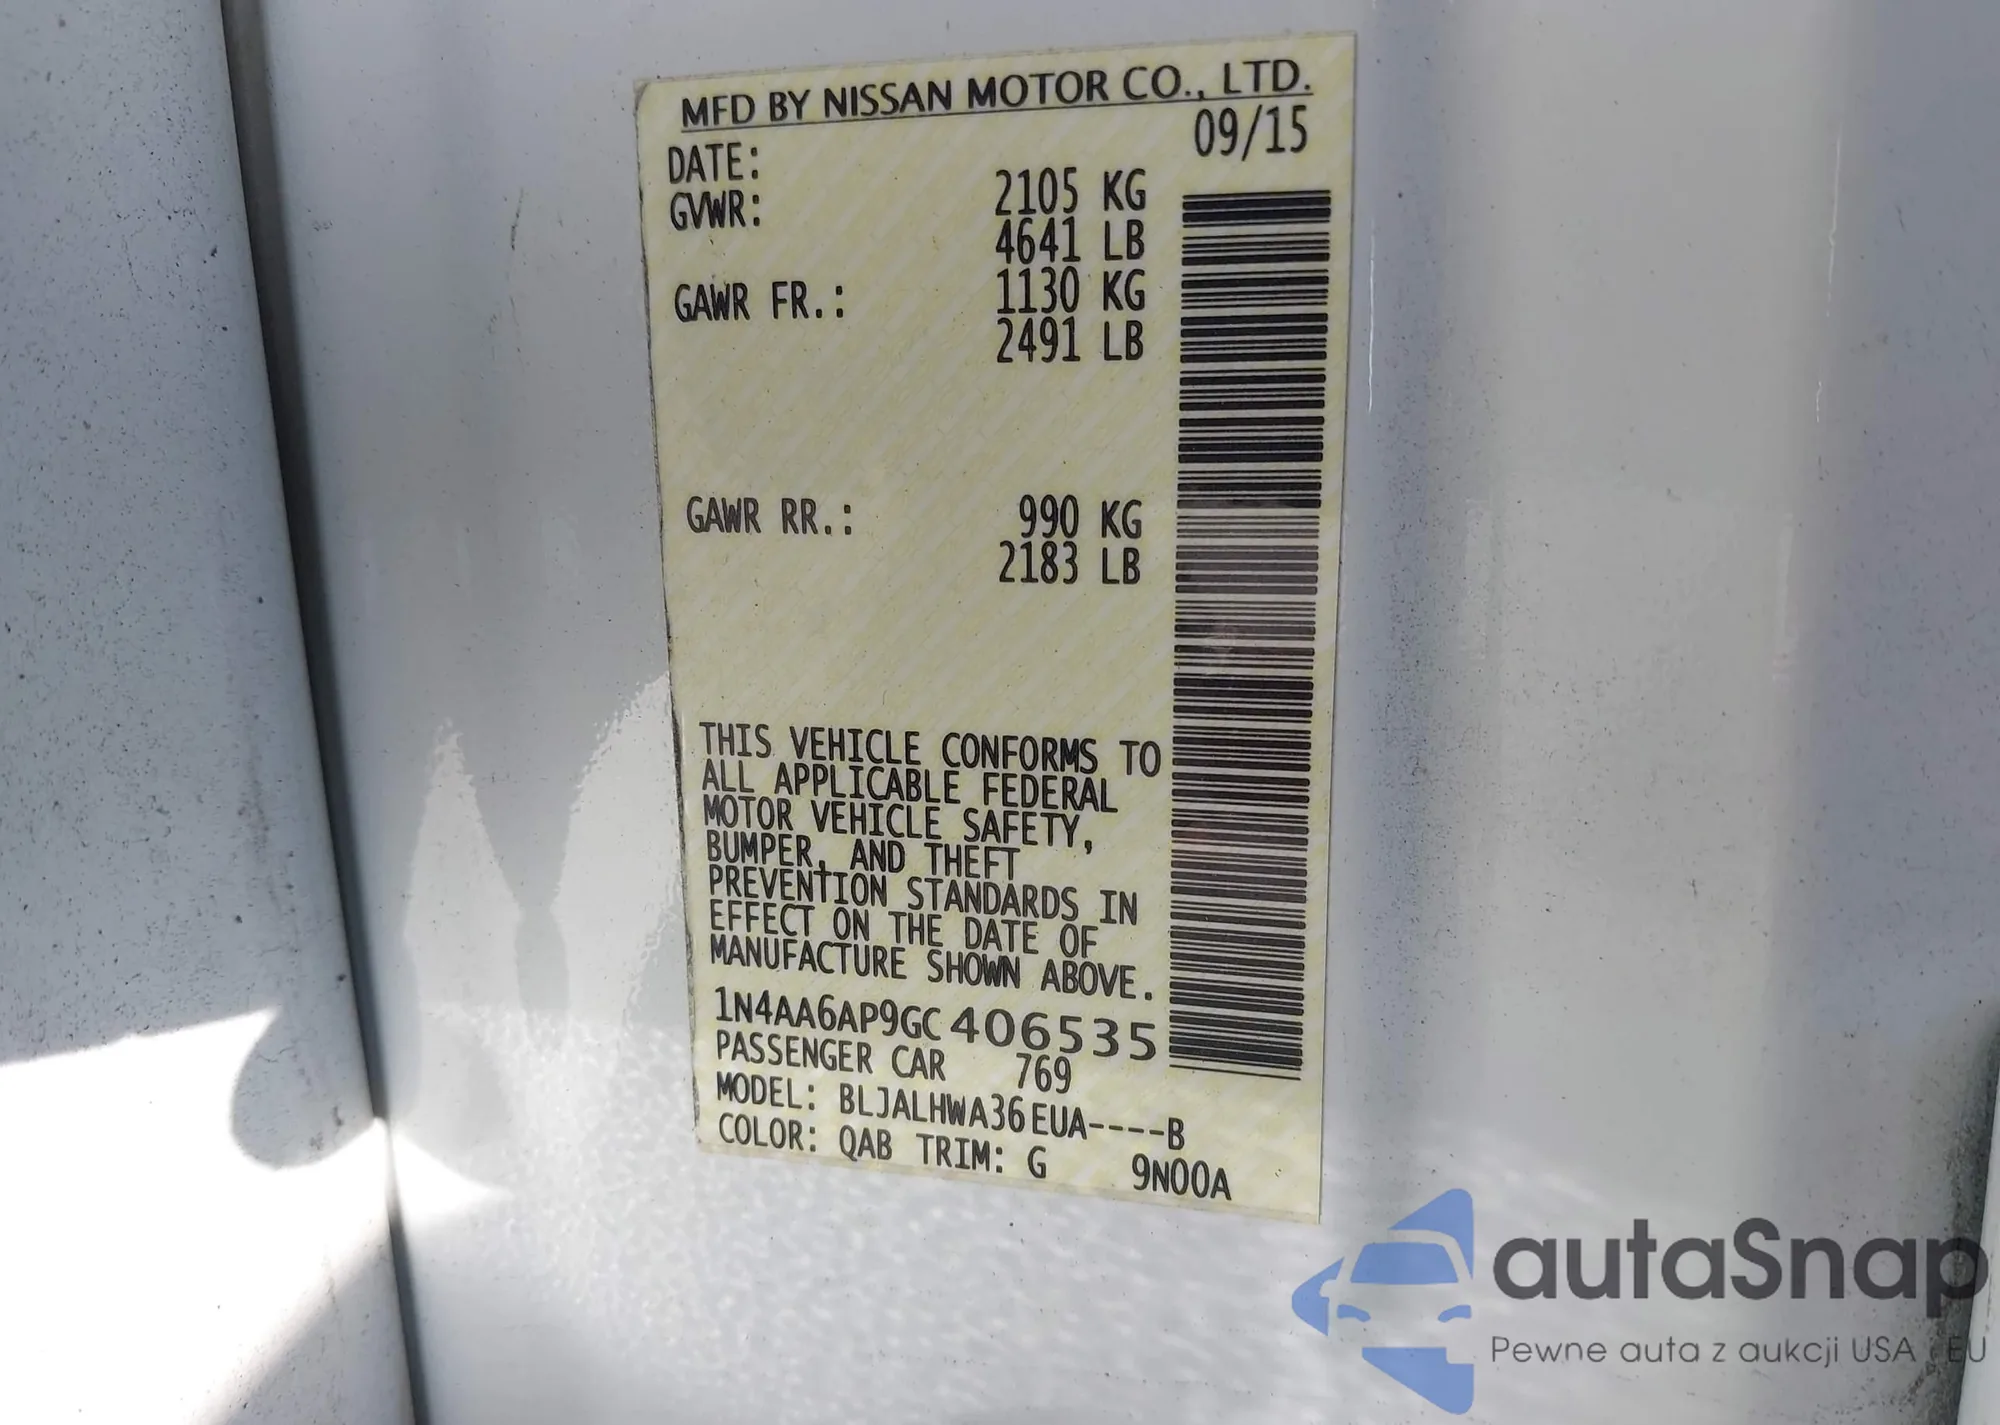 MFD BY NISSAN MOTOR CO., LTD.
DATE: 09/15
GVWR: 2105 KG
4641 LB
GAWR FR.: 1130 KG
2491 LB
GAWR RR.: 990 KG
2183 LB
THIS VEHICLE CONFORMS TO
ALL APPLICABLE FEDERAL
MOTOR VEHICLE SAFETY,
BUMPER, AND THEFT
PREVENTION STANDARDS IN
EFFECT ON THE DATE OF
MANUFACTURE SHOWN ABOVE.
1N4AA6AP9GC406535
PASSENGER CAR 769
MODEL: BLJALHWA36EUA----B
COLOR: QAB TRIM: G 9N00A
autaSnap
Pewne auta z aukcji USA i EU